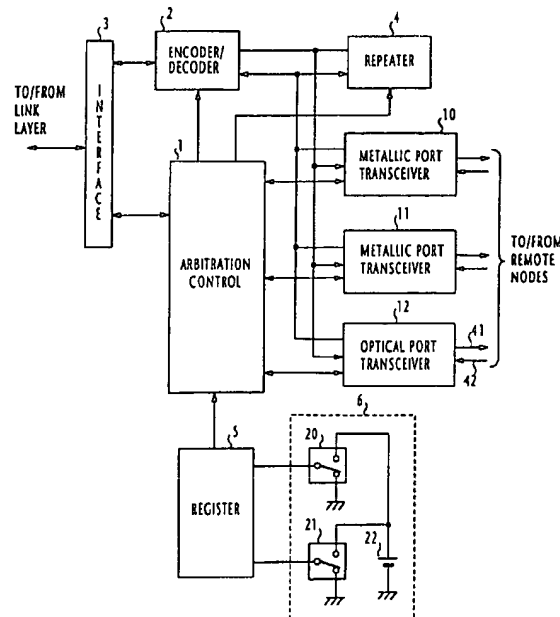 3
2
4
ENCODER/
DECODER
REPEATER
TO/FROM
LINK
LAYER
INTERFACE
1
10
METALLIC PORT
TRANSCEIVER
11
METALLIC PORT
TRANSCEIVER
ARBITRATION
CONTROL
TO/FROM
REMOTE
NODES
12
41
OPTICAL PORT
TRANSCEIVER
42
6
5
20
REGISTER
21
22